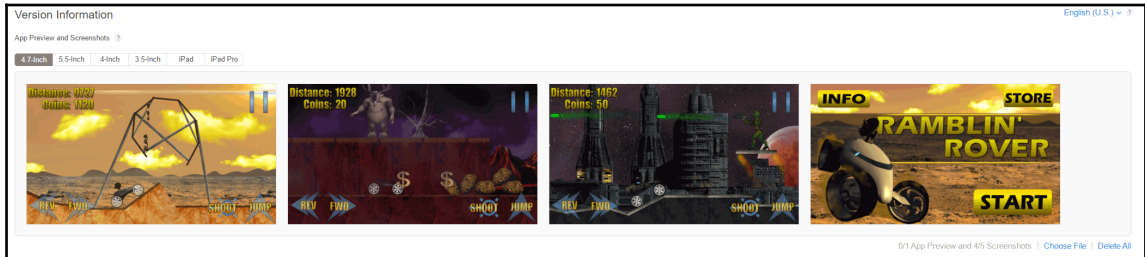 Version Information
English (U.S.) ?
App Preview and Screenshots ?
4.7-Inch 5.5-Inch 4-Inch 3.5-Inch iPad iPad Pro
Distance: 9727
Coins: 1120
REV FWD SHOOT JUMP
Distance: 1928
Coins: 20
$ $
REV FWD SHOOT JUMP
Distance: 1462
Coins: 50
REV FWD SHOOT JUMP
INFO STORE
RAMBLIN'
ROVER
START
0/1 App Preview and 4/5 Screenshots | Choose File | Delete All